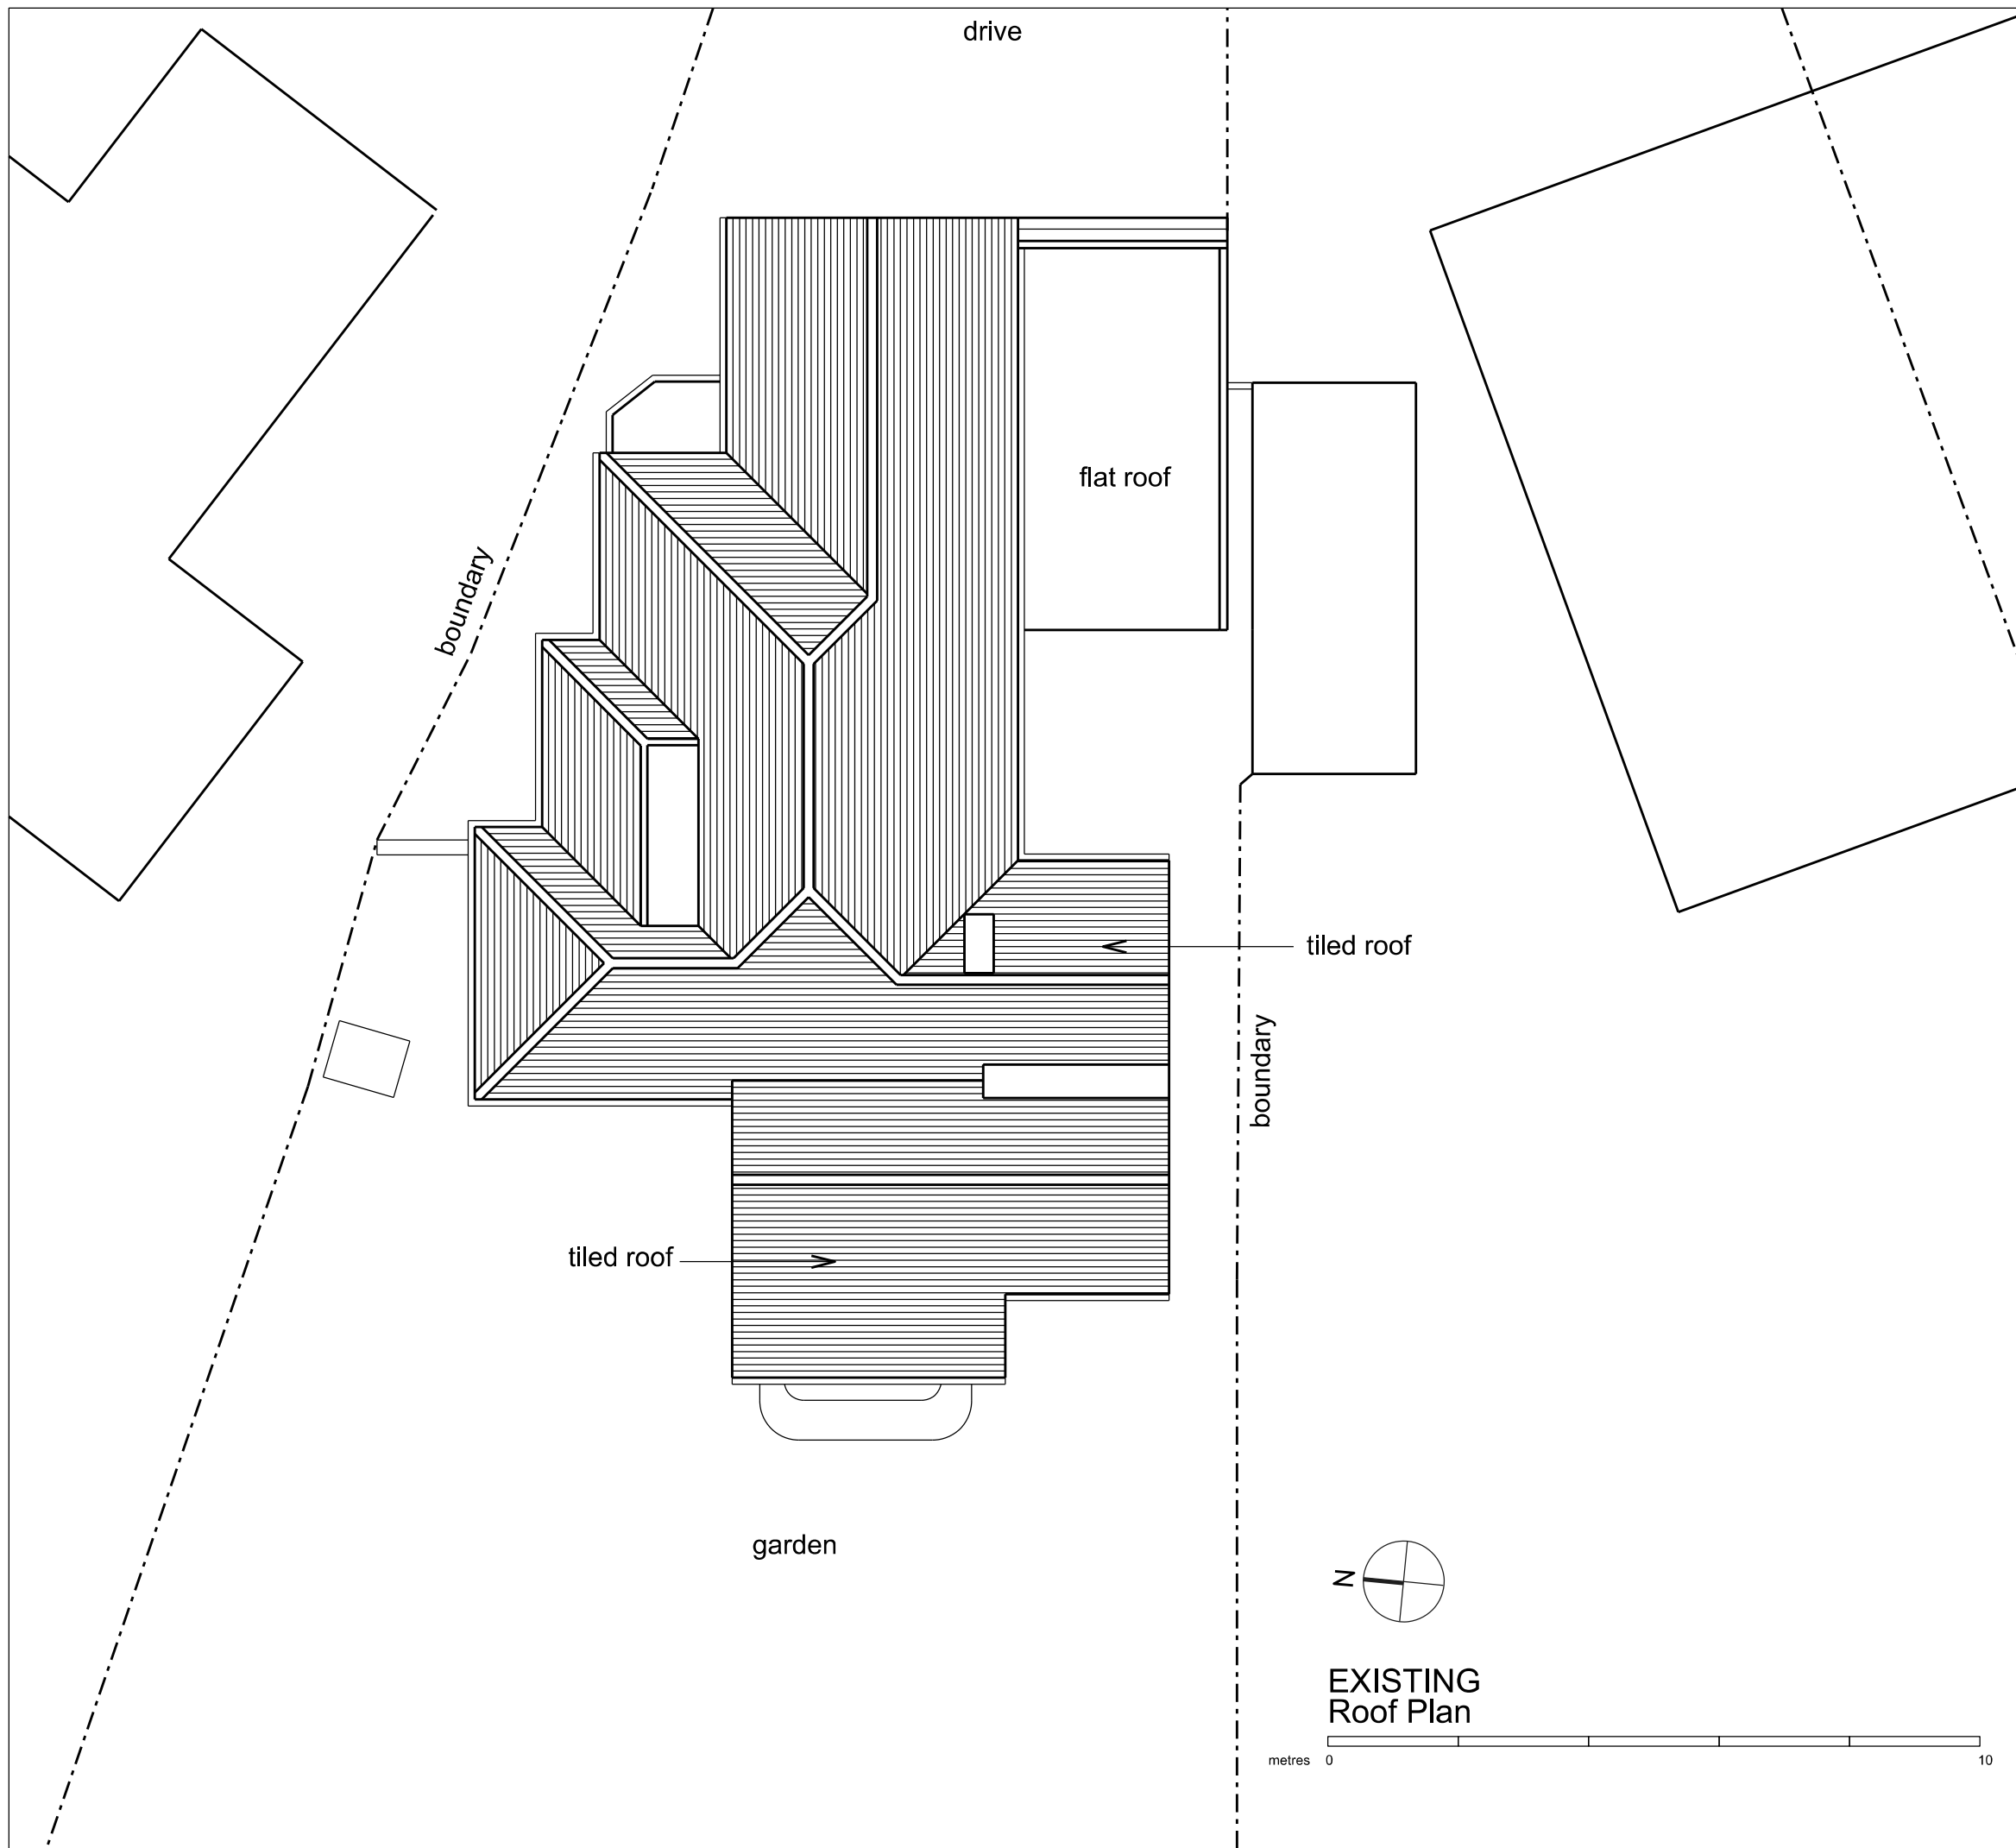 drive
flat roof
boundary
tiled roof
boundary
tiled roof
garden
N
EXISTING
Roof Plan
metres 0 10